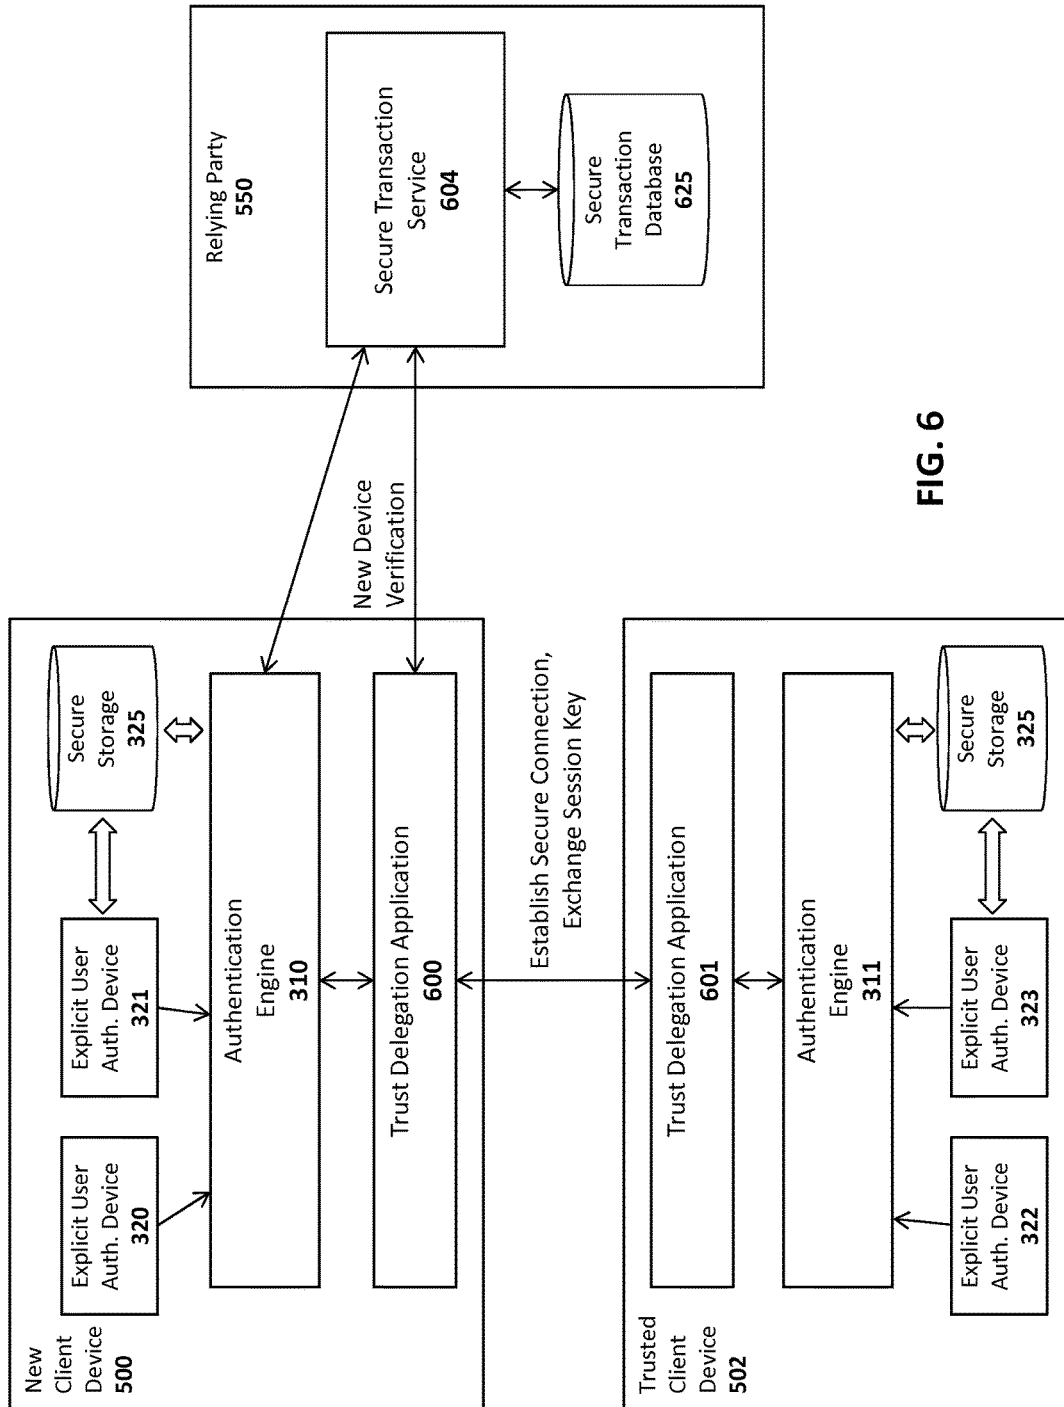 New
Client
Device
500
Explicit User
Auth. Device
320
Explicit User
Auth. Device
321
Secure
Storage
325
Authentication
Engine
310
Trust Delegation Application
600
New Device
Verification
Relying Party
550
Secure Transaction
Service
604
Secure
Transaction
Database
625
Establish Secure Connection,
Exchange Session Key
Trusted
Client
Device
502
Trust Delegation Application
601
Authentication
Engine
311
Explicit User
Auth. Device
322
Explicit User
Auth. Device
323
Secure
Storage
325
FIG. 6